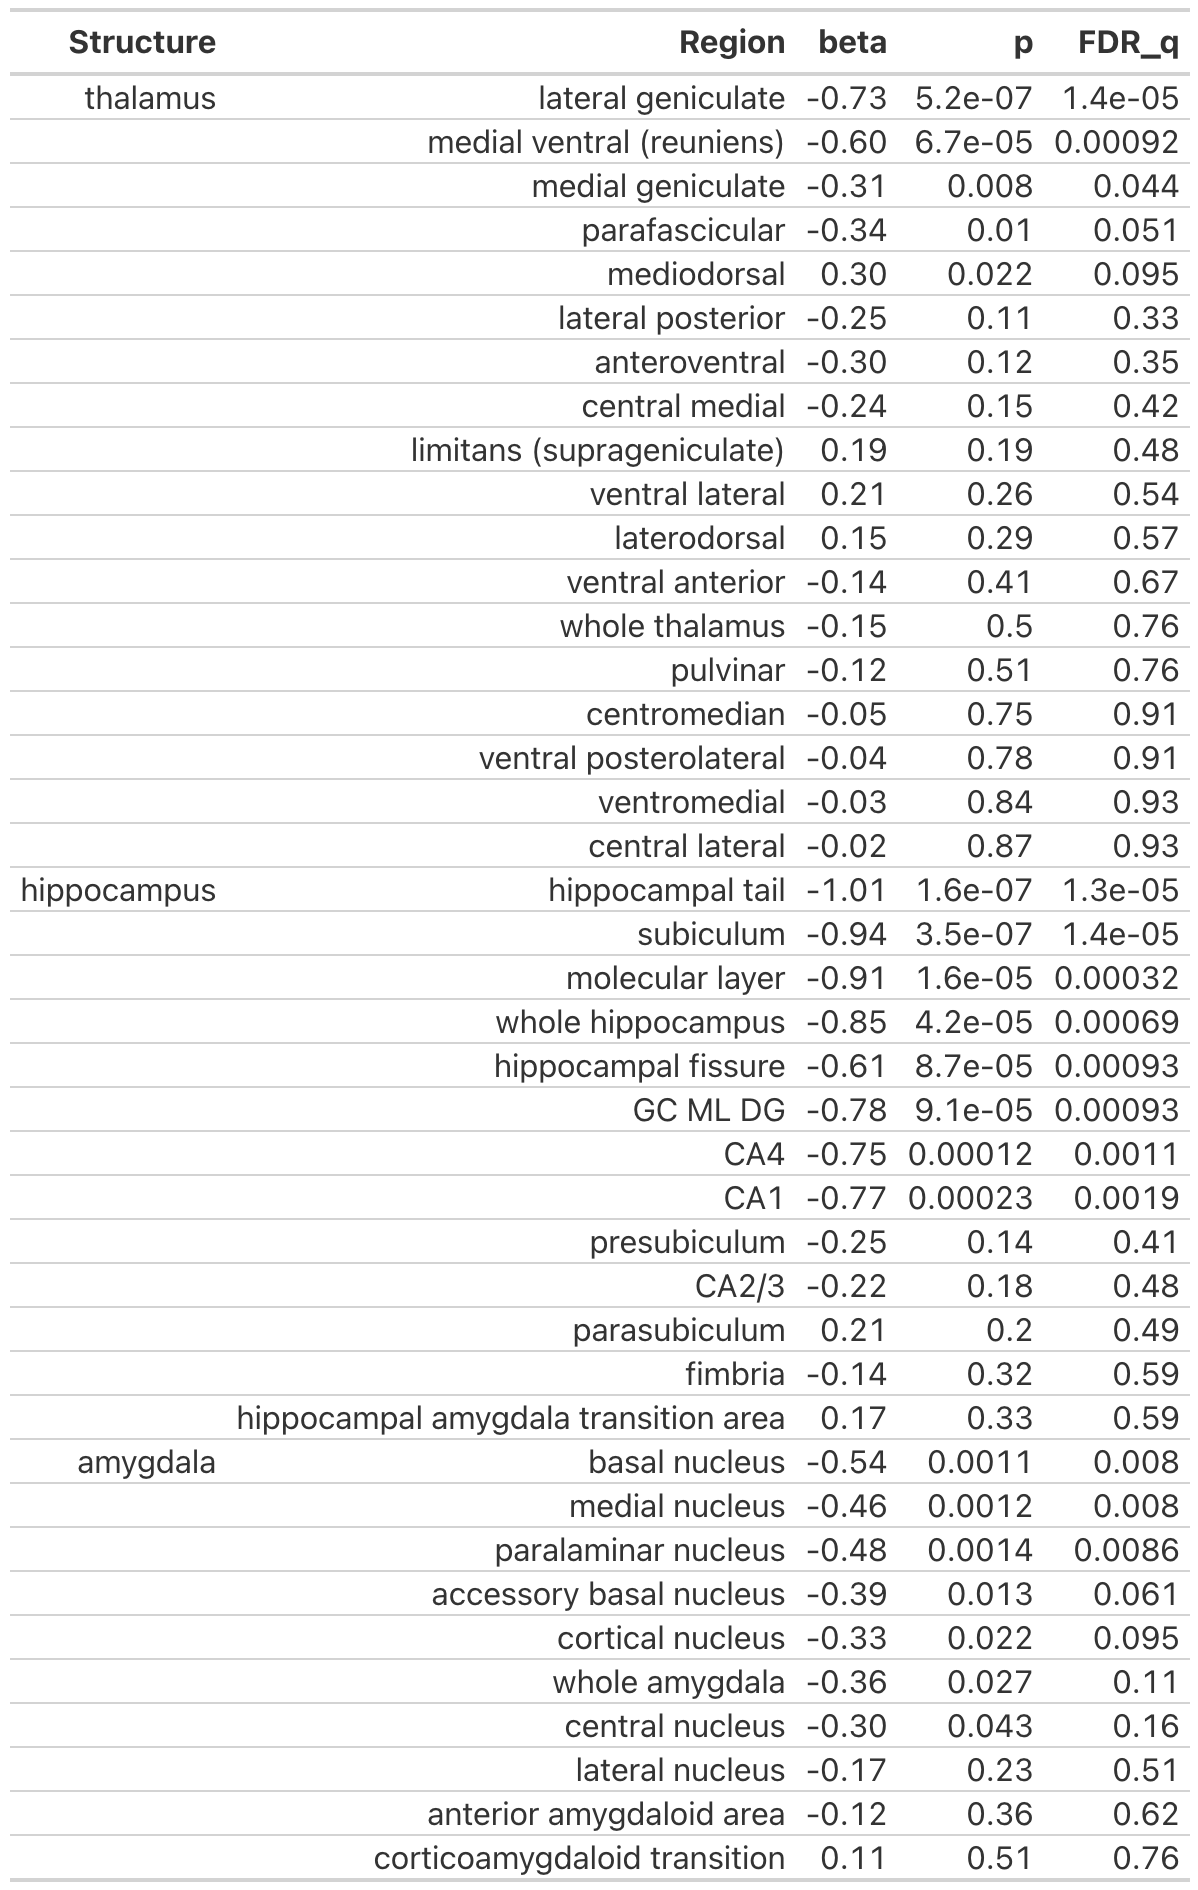 Structure Region beta p FDR_q
thalamus lateral geniculate -0.73 5.2e-07 1.4e-05
medial ventral (reuniens) -0.60 6.7e-05 0.00092
medial geniculate -0.31 0.008 0.044
parafascicular -0.34 0.01 0.051
mediodorsal 0.30 0.022 0.095
lateral posterior -0.25 0.11 0.33
anteroventral -0.30 0.12 0.35
central medial -0.24 0.15 0.42
limitans (suprageniculate) 0.19 0.19 0.48
ventral lateral 0.21 0.26 0.54
laterodorsal 0.15 0.29 0.57
ventral anterior -0.14 0.41 0.67
whole thalamus -0.15 0.5 0.76
pulvinar -0.12 0.51 0.76
centromedian -0.05 0.75 0.91
ventral posterolateral -0.04 0.78 0.91
ventromedial -0.03 0.84 0.93
central lateral -0.02 0.87 0.93
hippocampus hippocampal tail -1.01 1.6e-07 1.3e-05
subiculum -0.94 3.5e-07 1.4e-05
molecular layer -0.91 1.6e-05 0.00032
whole hippocampus -0.85 4.2e-05 0.00069
hippocampal fissure -0.61 8.7e-05 0.00093
GC ML DG -0.78 9.1e-05 0.00093
CA4 -0.75 0.00012 0.0011
CA1 -0.77 0.00023 0.0019
presubiculum -0.25 0.14 0.41
CA2/3 -0.22 0.18 0.48
parasubiculum 0.21 0.2 0.49
fimbria -0.14 0.32 0.59
hippocampal amygdala transition area 0.17 0.33 0.59
amygdala basal nucleus -0.54 0.0011 0.008
medial nucleus -0.46 0.0012 0.008
paralaminar nucleus -0.48 0.0014 0.0086
accessory basal nucleus -0.39 0.013 0.061
cortical nucleus -0.33 0.022 0.095
whole amygdala -0.36 0.027 0.11
central nucleus -0.30 0.043 0.16
lateral nucleus -0.17 0.23 0.51
anterior amygdaloid area -0.12 0.36 0.62
corticoamygdaloid transition 0.11 0.51 0.76